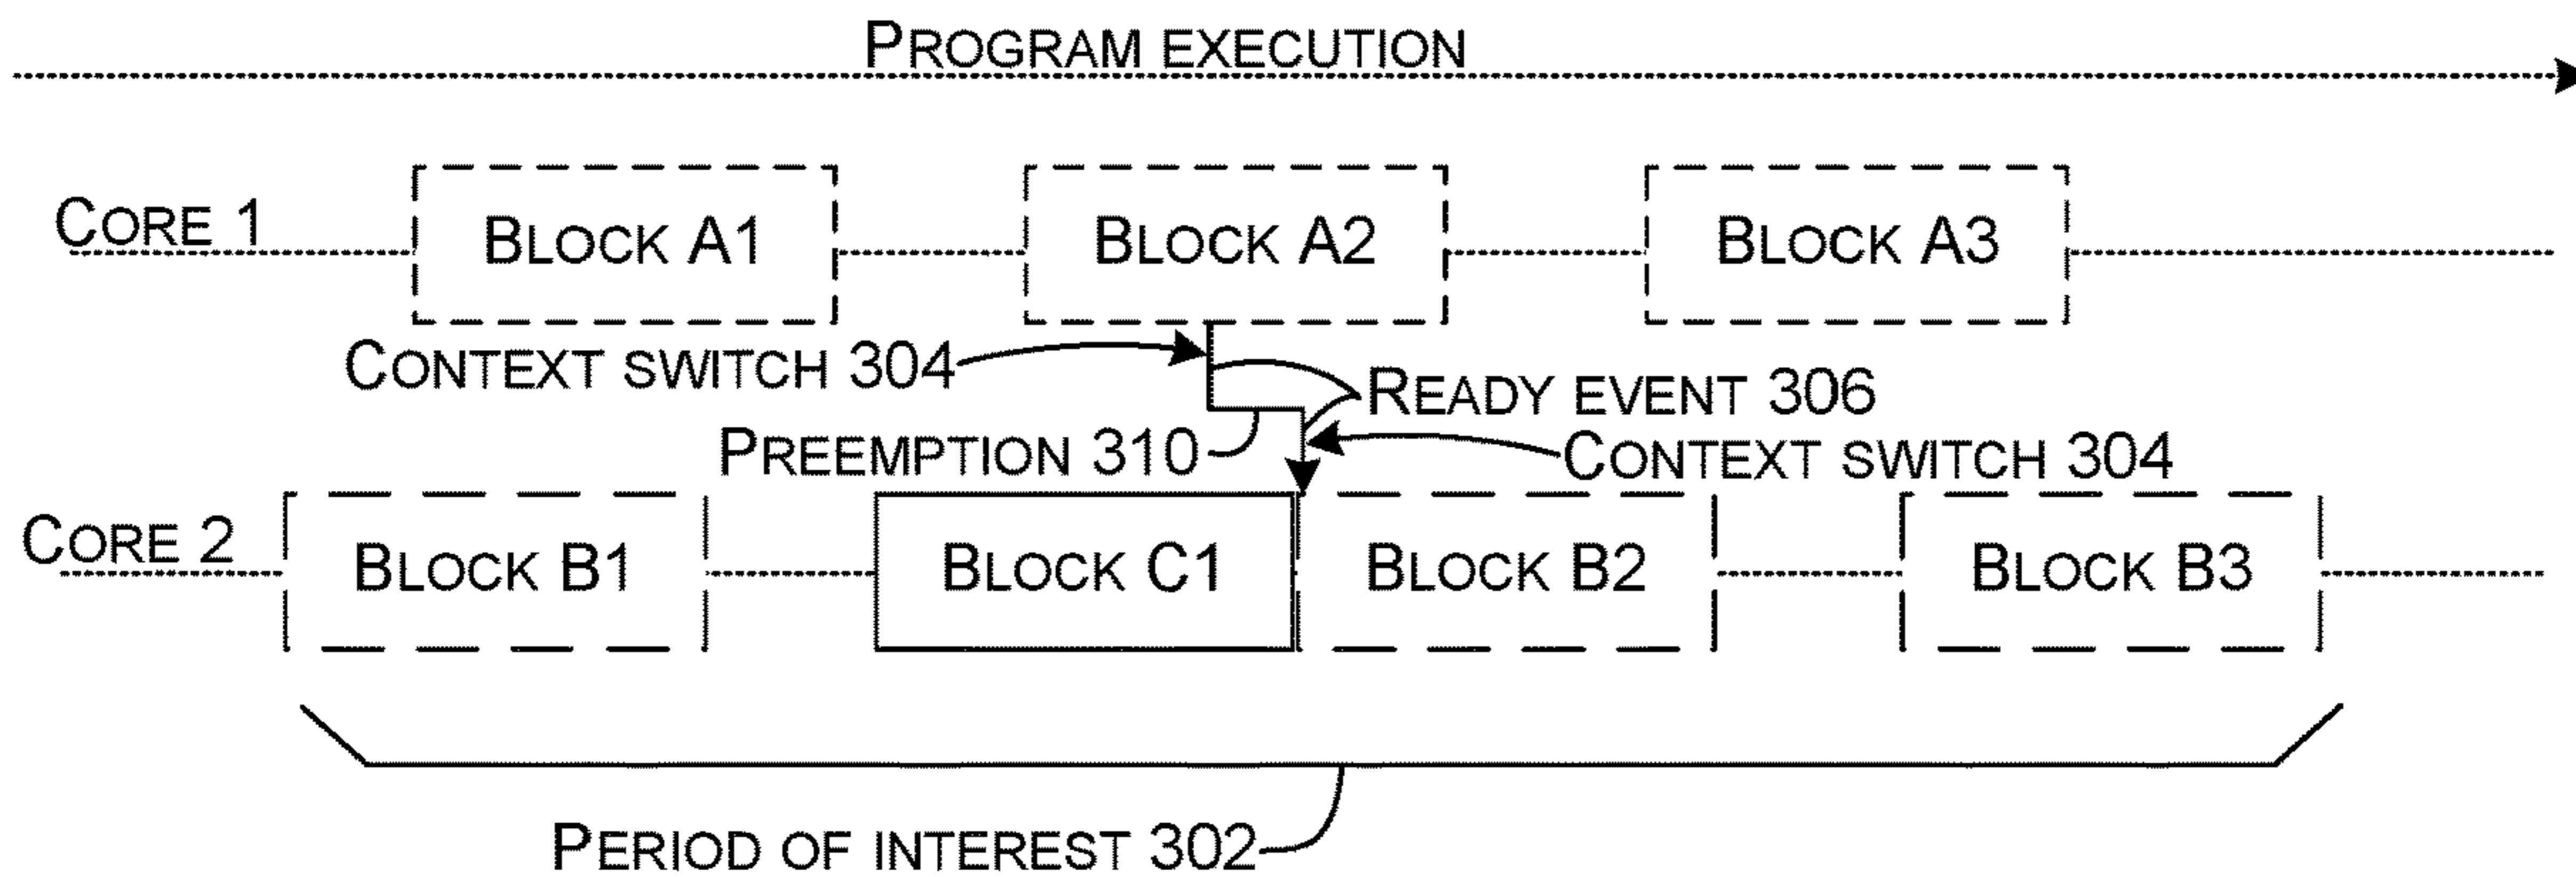 PROGRAM EXECUTION
CORE 1
BLOCK A1
BLOCK A2
BLOCK A3
CONTEXT SWITCH 304
READY EVENT 306
PREEMPTION 310
CONTEXT SWITCH 304
CORE 2
BLOCK B1
BLOCK C1
BLOCK B2
BLOCK B3
PERIOD OF INTEREST 302